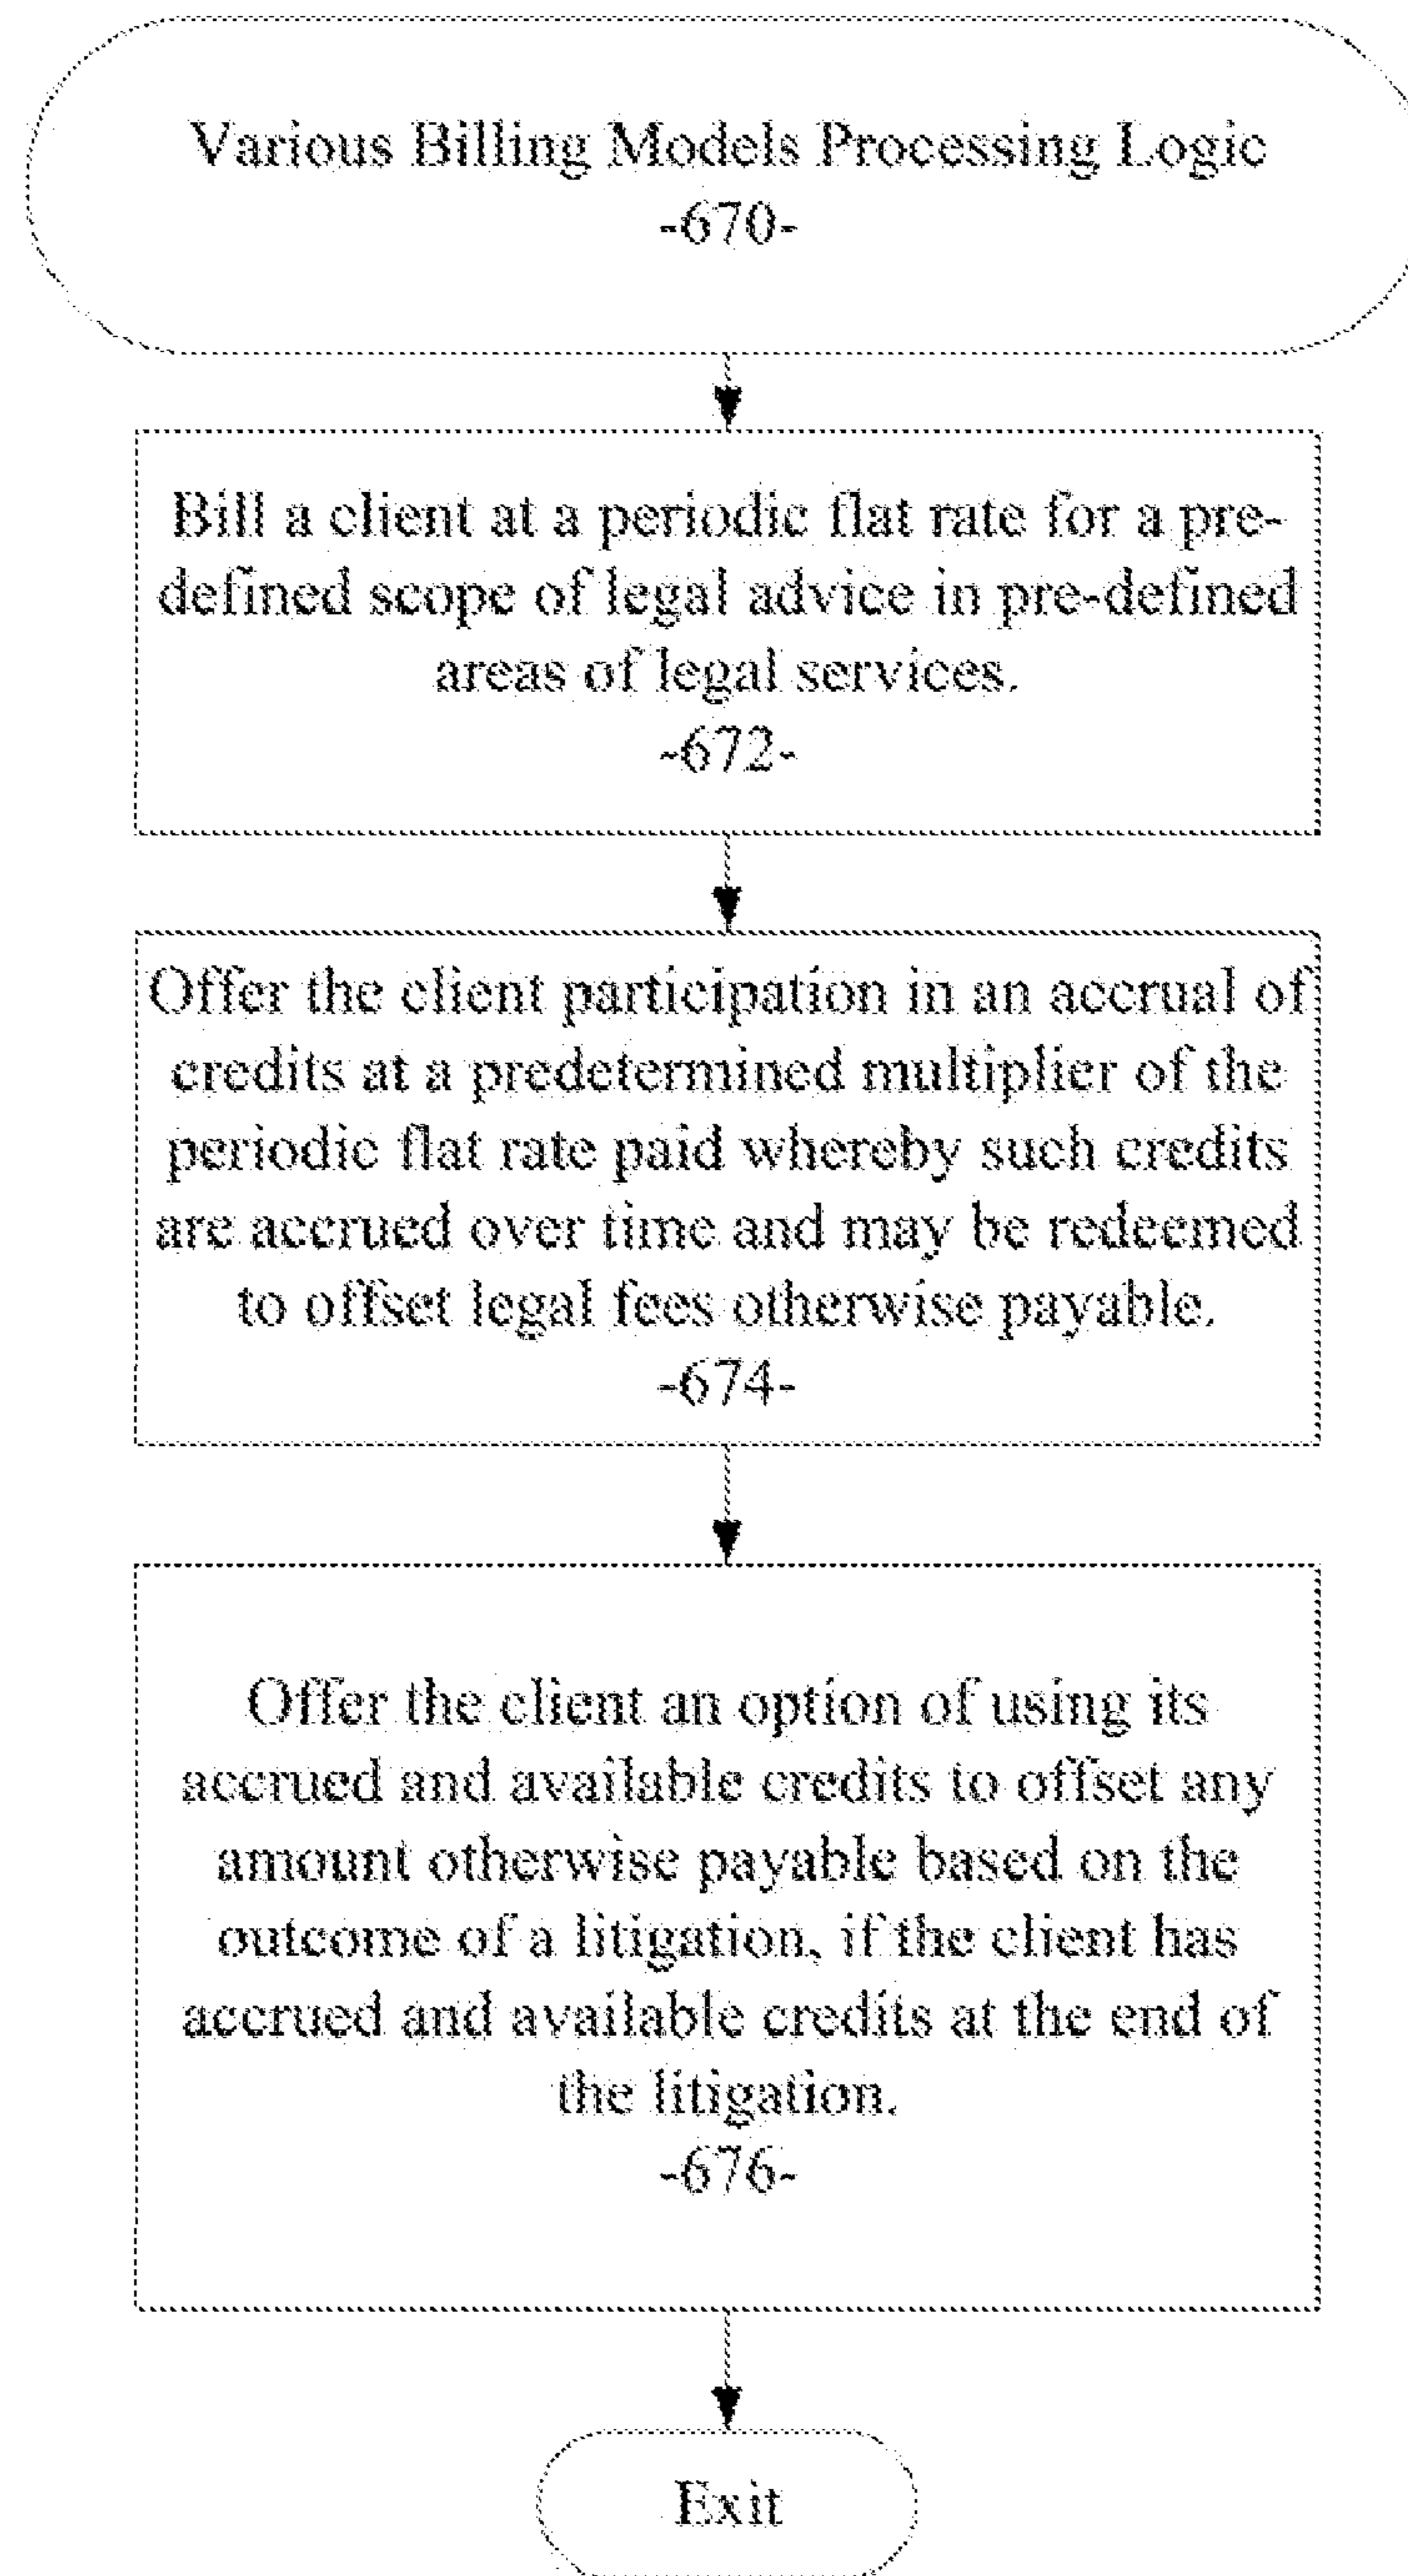 Various Billing Models Processing Logic
-670-
Bill a client at a periodic flat rate for a pre-
defined scope of legal advice in pre-defined
areas of legal services.
-672-
Offer the client participation in an accrual of
credits at a predetermined multiplier of the
periodic flat rate paid whereby such credits
are accrued over time and may be redeemed
to offset legal fees otherwise payable.
-674-
Offer the client an option of using its
accrued and available credits to offset any
amount otherwise payable based on the
outcome of a litigation, if the client has
accrued and available credits at the end of
the litigation.
-676-
Exit